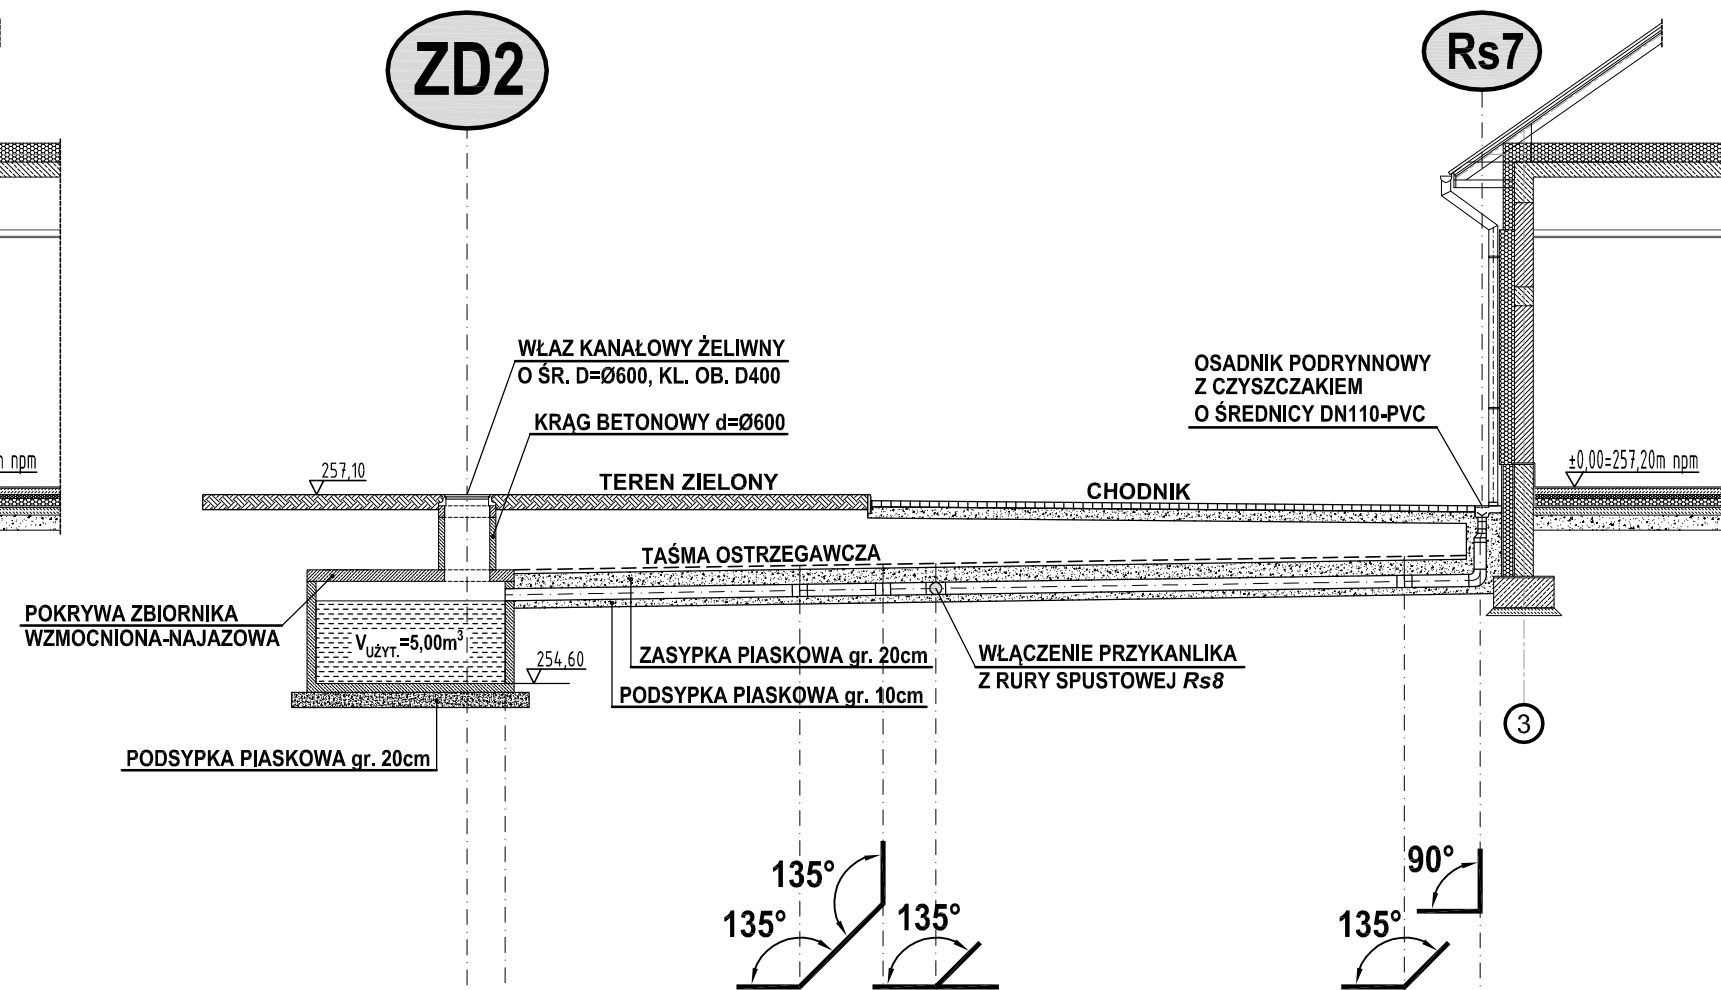 ZD2
Rs7
WŁAZ KANAŁOWY ŻELIWNY
O ŚR. D=Ø600, KL. OB. D400
KRĄG BETONOWY d=Ø600
OSADNIK PODRYNNOWY
Z CZYSZCZAKIEM
O ŚREDNICY DN110-PVC
npm
257,10
±0,00=257,20m npm
TEREN ZIELONY
CHODNIK
TAŚMA OSTRZEGAWCZA
POKRYWA ZBIORNIKA
WZMOCNIONA-NAJAZOWA
VUŻYT.=5,00m³
254,60
ZASYPKA PIASKOWA gr. 20cm
PODSYPKA PIASKOWA gr. 10cm
WŁĄCZENIE PRZYKANLIKA
Z RURY SPUSTOWEJ Rs8
3
PODSYPKA PIASKOWA gr. 20cm
135°
135°
135°
90°
135°